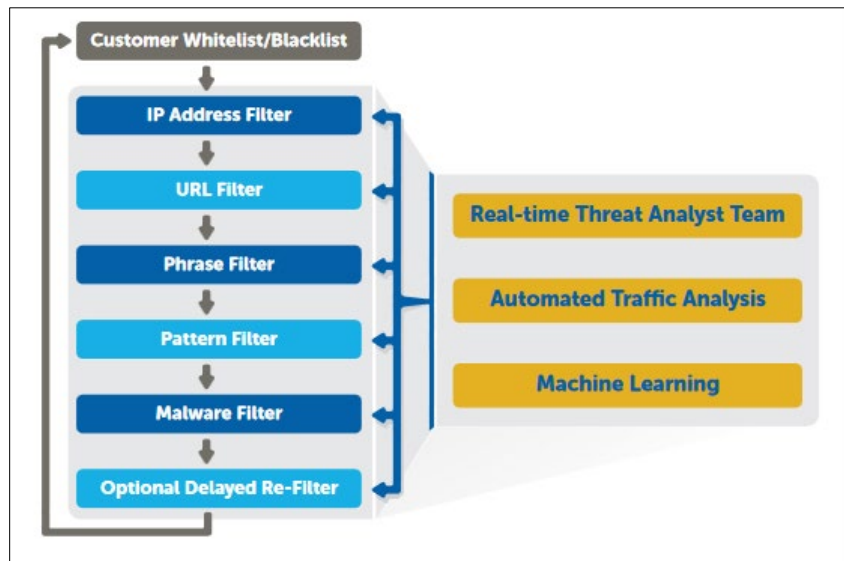 Customer Whitelist/Blacklist
IP Address Filter
URL Filter
Phrase Filter
Pattern Filter
Malware Filter
Optional Delayed Re-Filter
Real-time Threat Analyst Team
Automated Traffic Analysis
Machine Learning